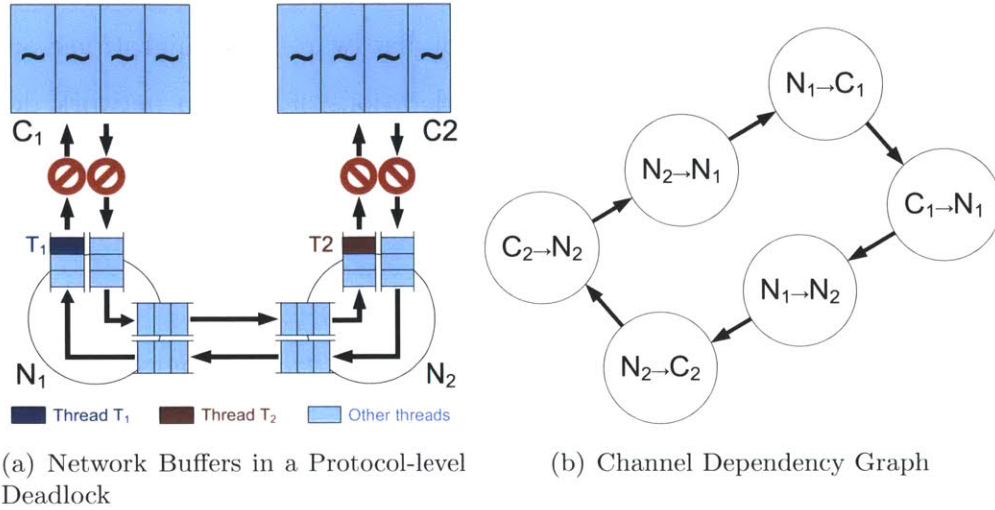 ~ ~ ~ ~
~ ~ ~ ~
C₁
C2
T₁
T2
N₁
N₂
Thread T₁
Thread T₂
Other threads
(a) Network Buffers in a Protocol-level
Deadlock
N₁→C₁
N₂→N₁
C₁→N₁
C₂→N₂
N₁→N₂
N₂→C₂
(b) Channel Dependency Graph